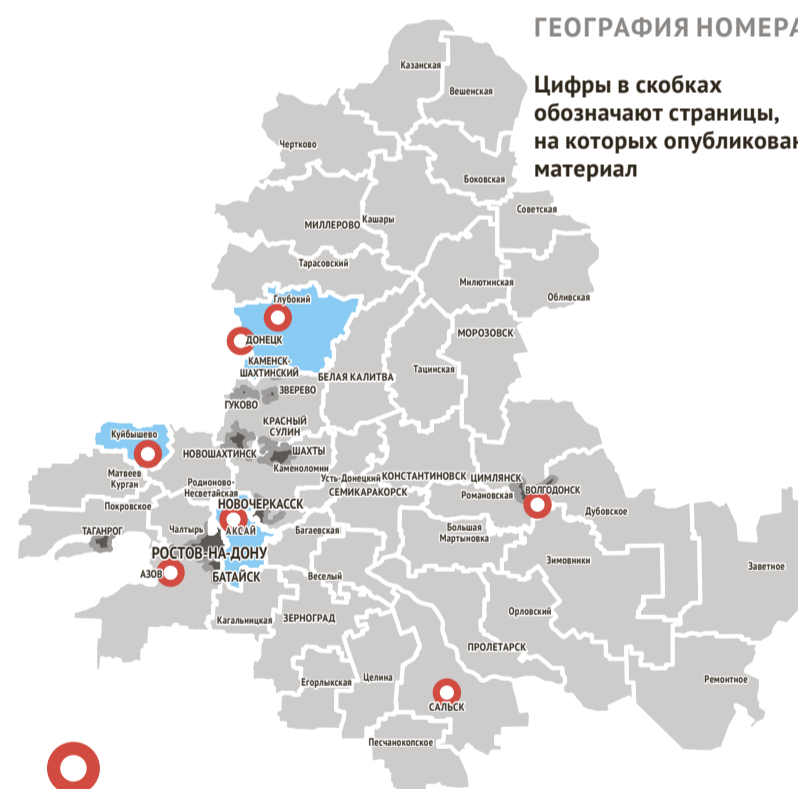 ГЕОГРАФИЯ НОМЕРА
Цифры в скобках
обозначают страницы,
на которых опубликован
материал
Казанская
Вешенская
Чертково
Боковская
Советская
МИЛЛЕРОВО
Кашары
Тарасовский
Милютинская
Обливская
Глубокий
ДОНЕЦК
МОРОЗОВСК
КАМЕНСК-
ШАХТИНСКИЙ
Тацинская
БЕЛАЯ КАЛИТВА
ЗВЕРЕВО
ГУКОВО
КРАСНЫЙ
СУЛИН
Куйбышево
НОВОШАХТИНСК
ШАХТЫ
Каменоломни
Матвеев
Курган
Родионово-
Несветайская
Усть-Донецкий
КОНСТАНТИНОВСК
ЦИМЛЯНСК
СЕМИКАРАКОРСК
Романовская
ВОЛГОДОНСК
Покровское
НОВОЧЕРКАССК
Дубовское
ТАГАНРОГ
Чалтырь
АКСАЙ
Багаевская
Большая
Мартыновка
РОСТОВ-НА-ДОНУ
Зимовники
Заветное
АЗОВ
БАТАЙСК
Веселый
Кагальницкая
ЗЕРНОГРАД
Орловский
ПРОЛЕТАРСК
Егорлыкская
Целина
Ремонтное
САЛЬСК
Песчанокопское